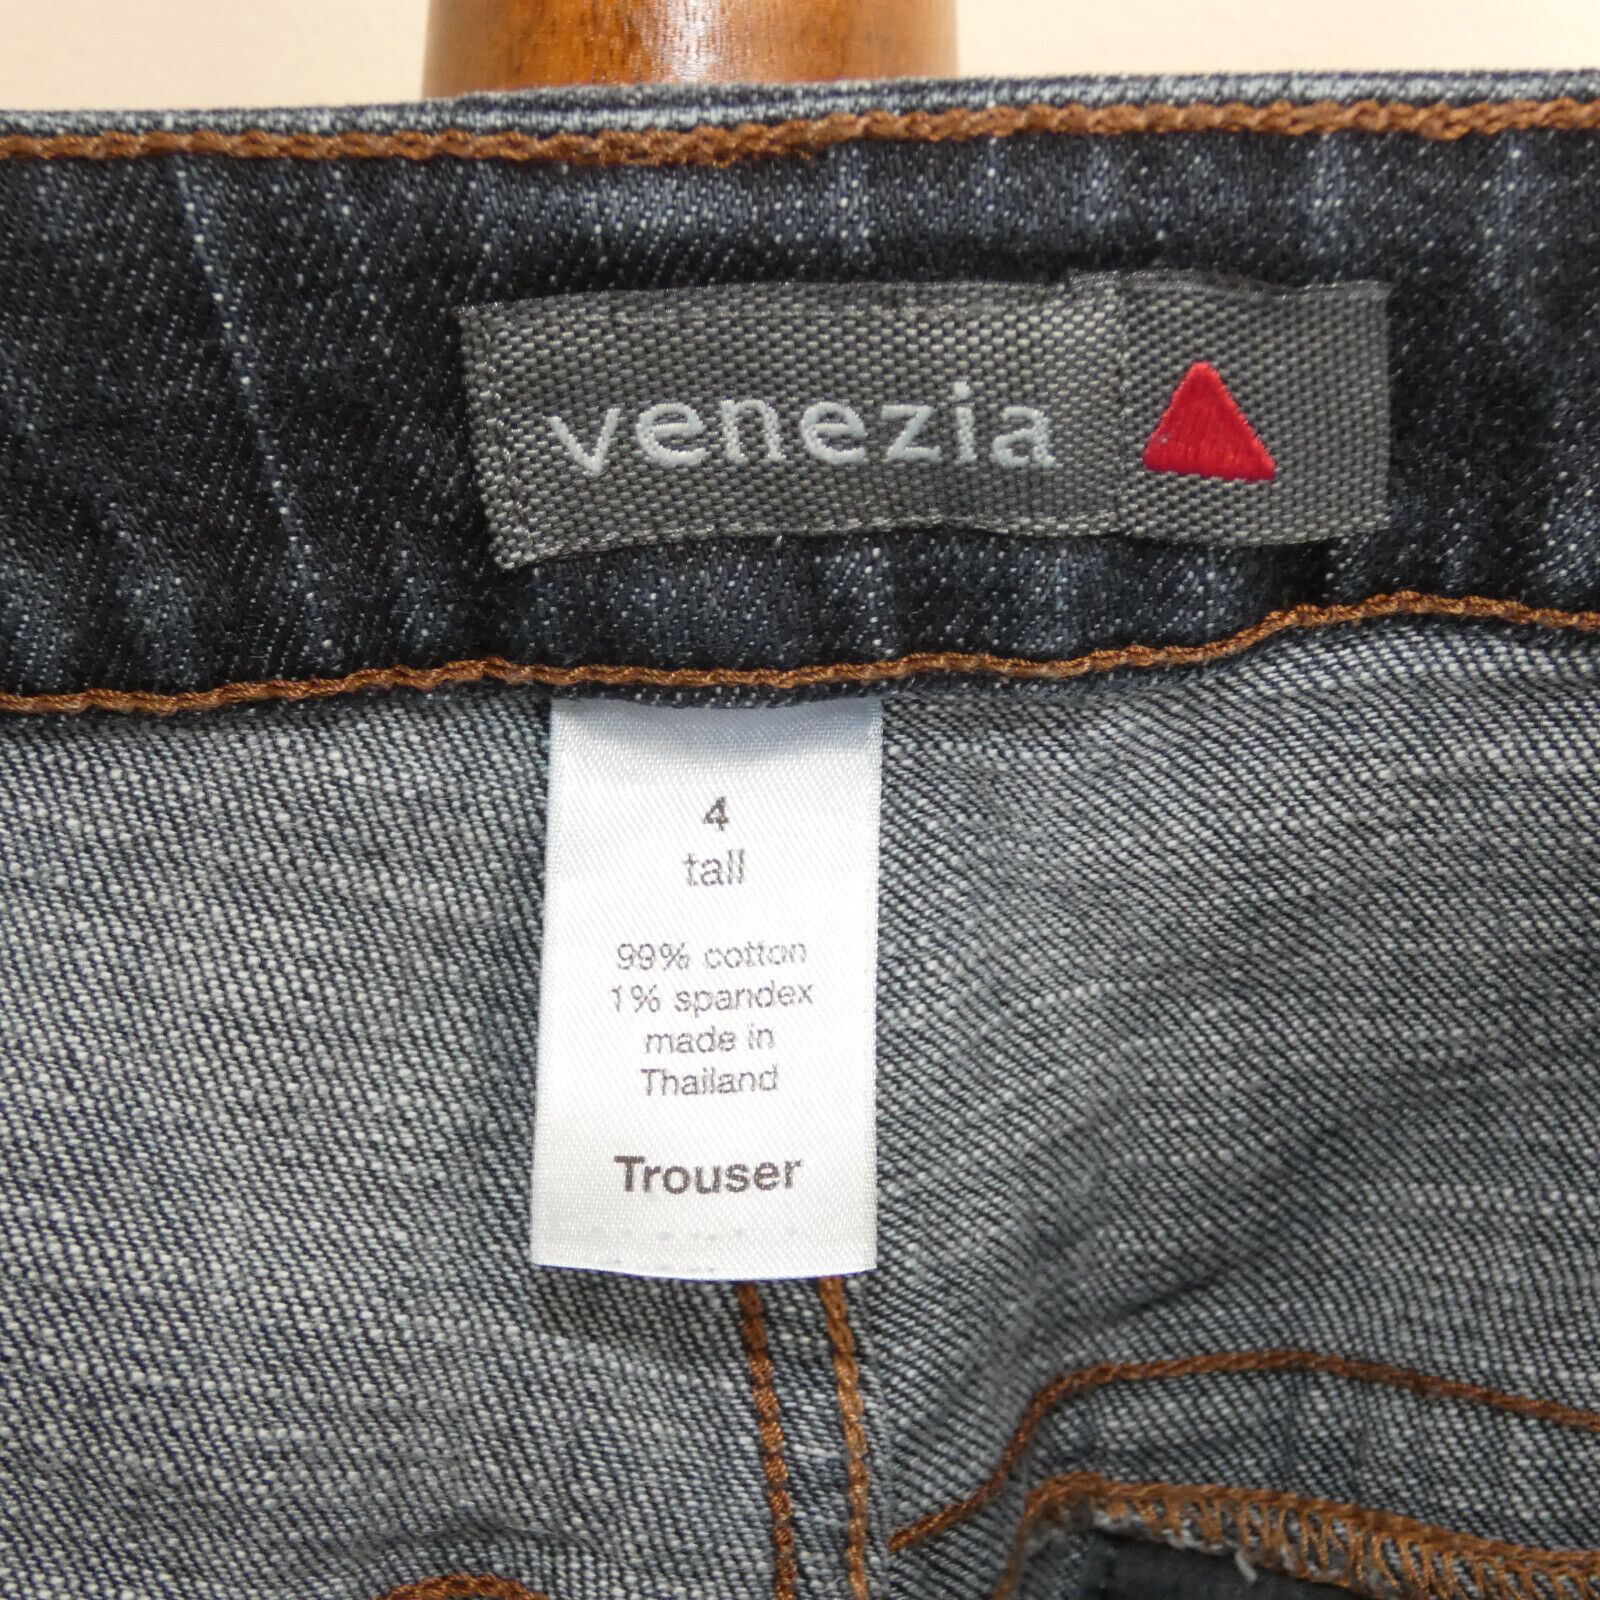 venezia
4
tall
99% cotton
1% spandex
made in
Thailand
Trouser